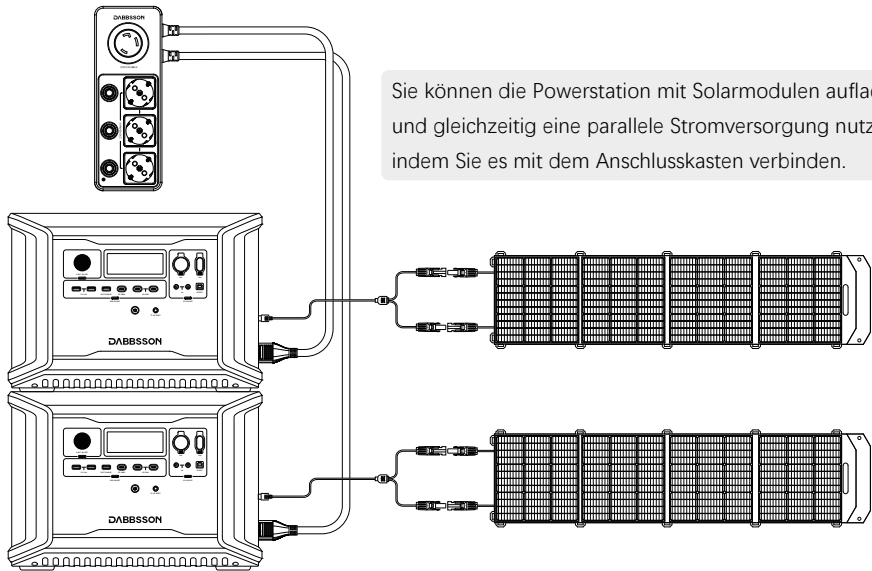 DABBSSON
Sie können die Powerstation mit Solarmodulen auflad
und gleichzeitig eine parallele Stromversorgung nutz
indem Sie es mit dem Anschlusskasten verbinden.
DABBSSON
DABBSSON